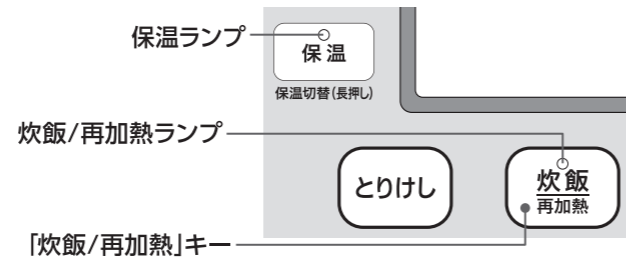 保温ランプ
保温
保温切替(長押し)
炊飯/再加熱ランプ
とりけし
炊飯
再加熱
「炊飯/再加熱」キー